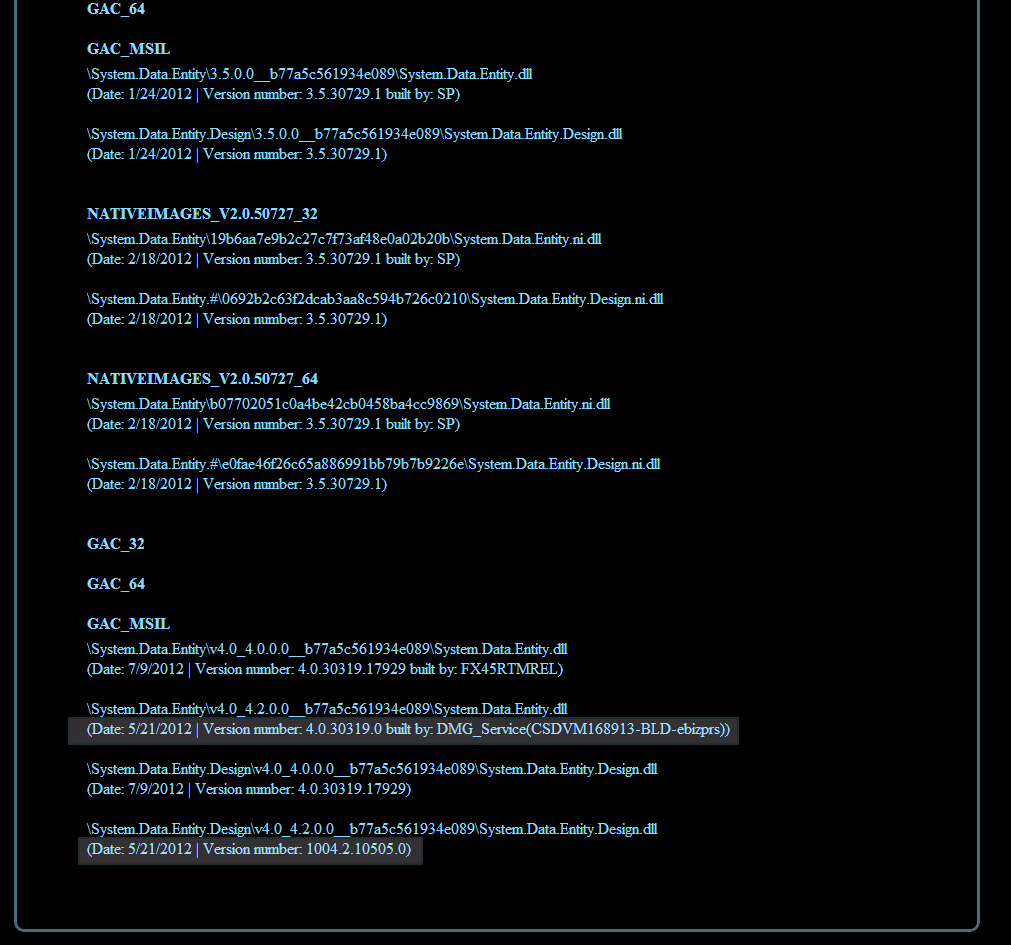 GAC_64
GAC_MSIL
\System.Data.Entity\3.5.0.0__b77a5c561934e089\System.Data.Entity.dll
(Date: 1/24/2012 | Version number: 3.5.30729.1 built by: SP)
\System.Data.Entity.Design\3.5.0.0__b77a5c561934e089\System.Data.Entity.Design.dll
(Date: 1/24/2012 | Version number: 3.5.30729.1)
NATIVEIMAGES_V2.0.50727_32
\System.Data.Entity\19b6aa7e9b2c27c7f73af48e0a02b20b\System.Data.Entity.ni.dll
(Date: 2/18/2012 | Version number: 3.5.30729.1 built by: SP)
\System.Data.Entity.#\0692b2c63f2dcab3aa8c594b726c0210\System.Data.Entity.Design.ni.dll
(Date: 2/18/2012 | Version number: 3.5.30729.1)
NATIVEIMAGES_V2.0.50727_64
\System.Data.Entity\b07702051c0a4be42cb0458ba4cc9869\System.Data.Entity.ni.dll
(Date: 2/18/2012 | Version number: 3.5.30729.1 built by: SP)
\System.Data.Entity.#\e0fae46f26c65a886991bb79b7b9226e\System.Data.Entity.Design.ni.dll
(Date: 2/18/2012 | Version number: 3.5.30729.1)
GAC_32
GAC_64
GAC_MSIL
\System.Data.Entity\v4.0_4.0.0.0__b77a5c561934e089\System.Data.Entity.dll
(Date: 7/9/2012 | Version number: 4.0.30319.17929 built by: FX45RTMREL)
\System.Data.Entity\v4.0_4.2.0.0__b77a5c561934e089\System.Data.Entity.dll
(Date: 5/21/2012 | Version number: 4.0.30319.0 built by: DMG_Service(CSDVM168913-BLD-ebizprs))
\System.Data.Entity.Design\v4.0_4.0.0.0__b77a5c561934e089\System.Data.Entity.Design.dll
(Date: 7/9/2012 | Version number: 4.0.30319.17929)
\System.Data.Entity.Design\v4.0_4.2.0.0__b77a5c561934e089\System.Data.Entity.Design.dll
(Date: 5/21/2012 | Version number: 1004.2.10505.0)